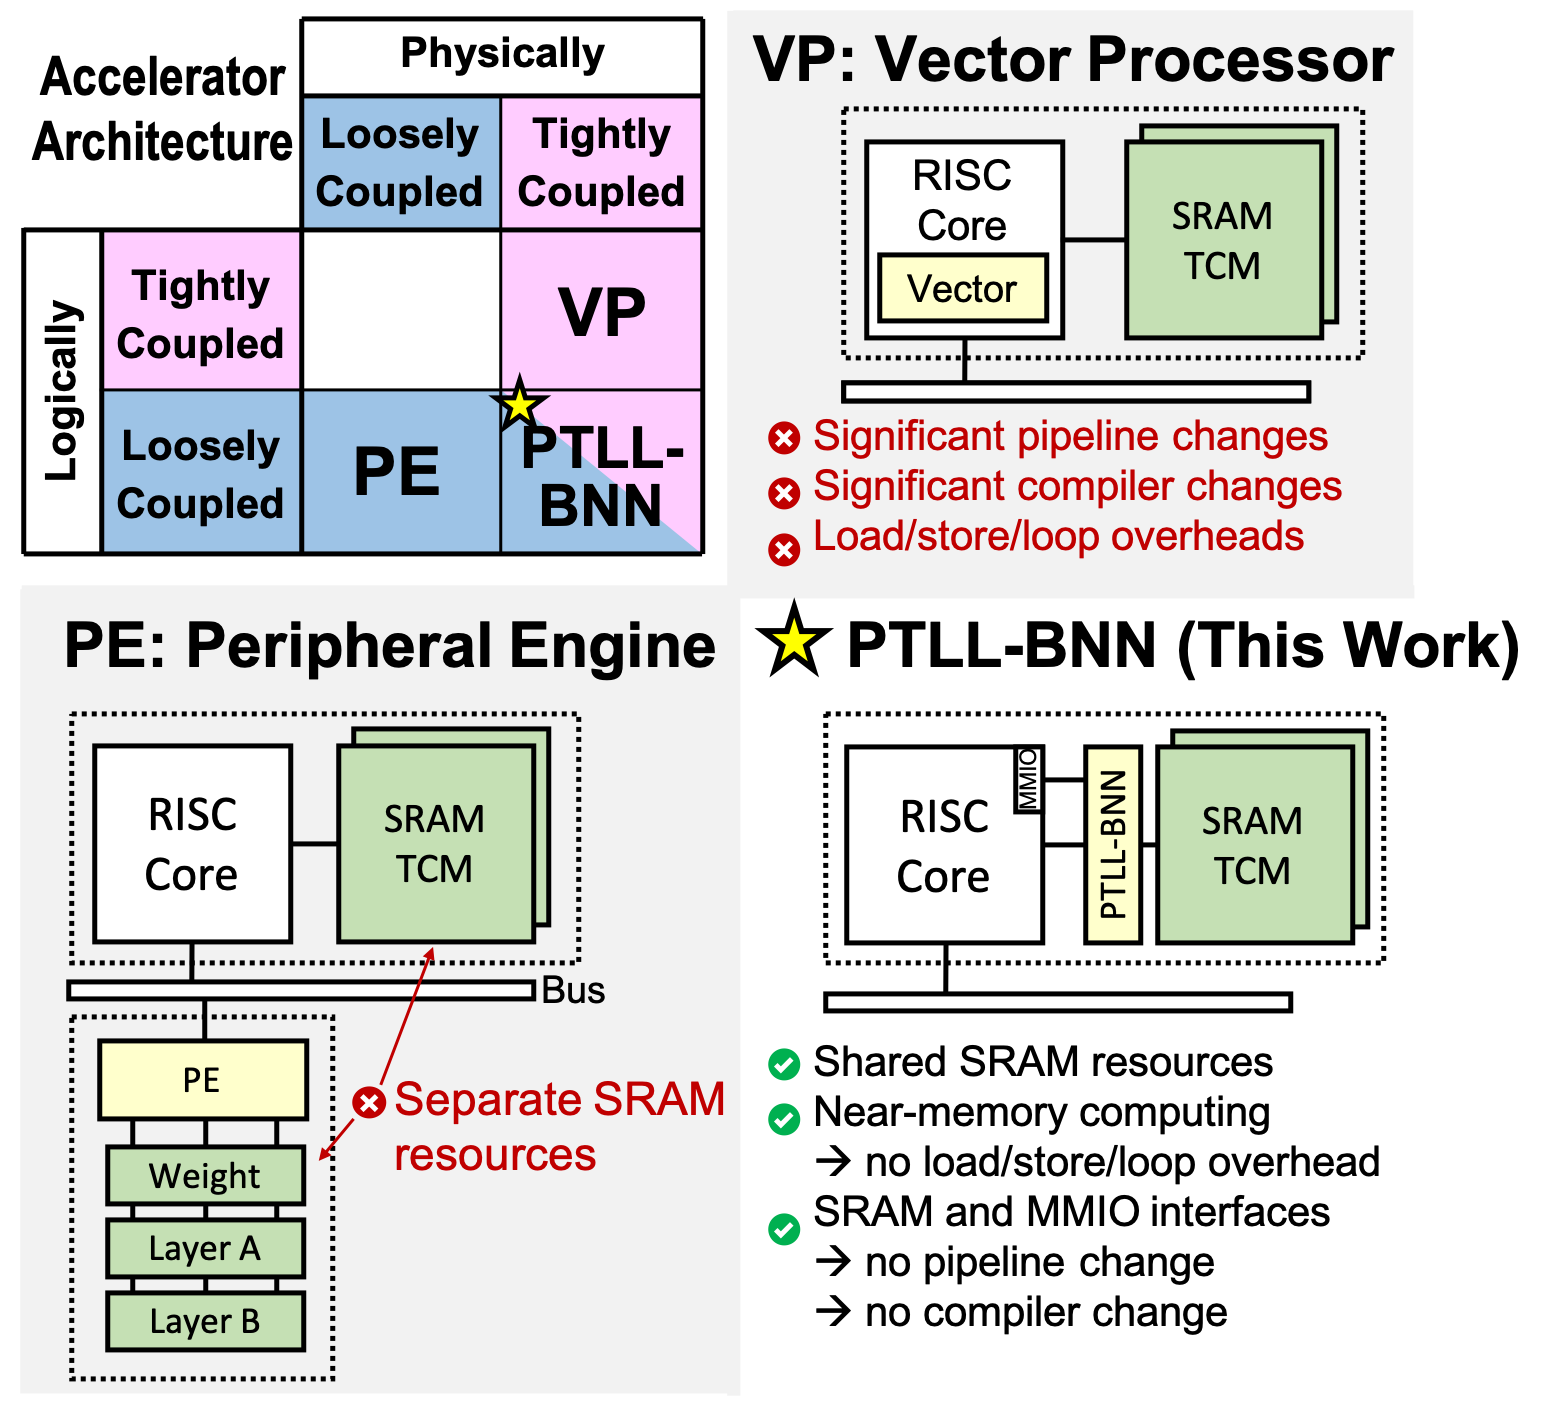 Accelerator
Architecture
Physically
Loosely
Coupled
Tightly
Coupled
Logically
Tightly
Coupled
VP
Loosely
Coupled
PE
PTLL-
BNN
VP: Vector Processor
RISC
Core
Vector
SRAM
TCM
Significant pipeline changes
Significant compiler changes
Load/store/loop overheads
PE: Peripheral Engine
RISC
Core
SRAM
TCM
Bus
PE
Weight
Layer A
Layer B
Separate SRAM
resources
PTLL-BNN (This Work)
RISC
Core
MMIO
PTLL-BNN
SRAM
TCM
Shared SRAM resources
Near-memory computing
→ no load/store/loop overhead
SRAM and MMIO interfaces
→ no pipeline change
→ no compiler change